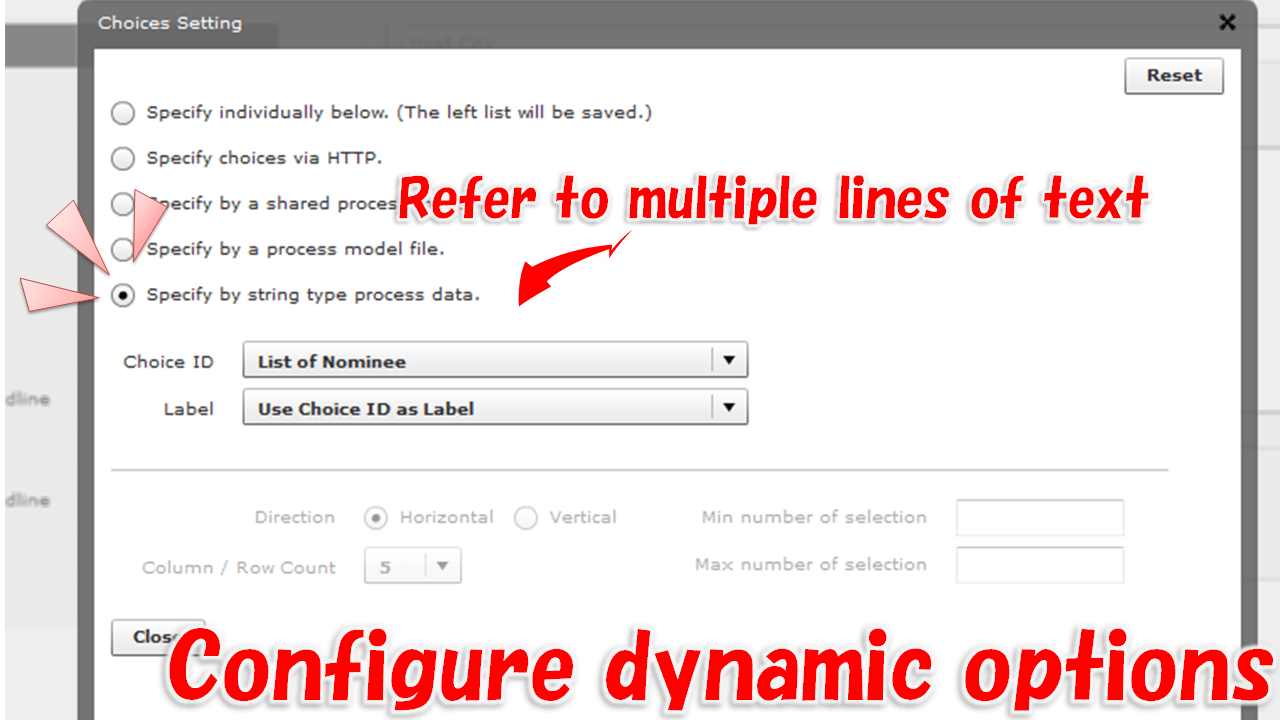 Choices Setting
Host City
Reset
Specify individually below. (The left list will be saved.)
Specify choices via HTTP.
Specify by a shared proces
Refer to multiple lines of text
Specify by a process model file.
Specify by string type process data.
Choice ID
List of Nominee
Label
Use Choice ID as Label
dline
dline
Direction
Horizontal
Vertical
Min number of selection
Column / Row Count
5
Max number of selection
Close
Configure dynamic options